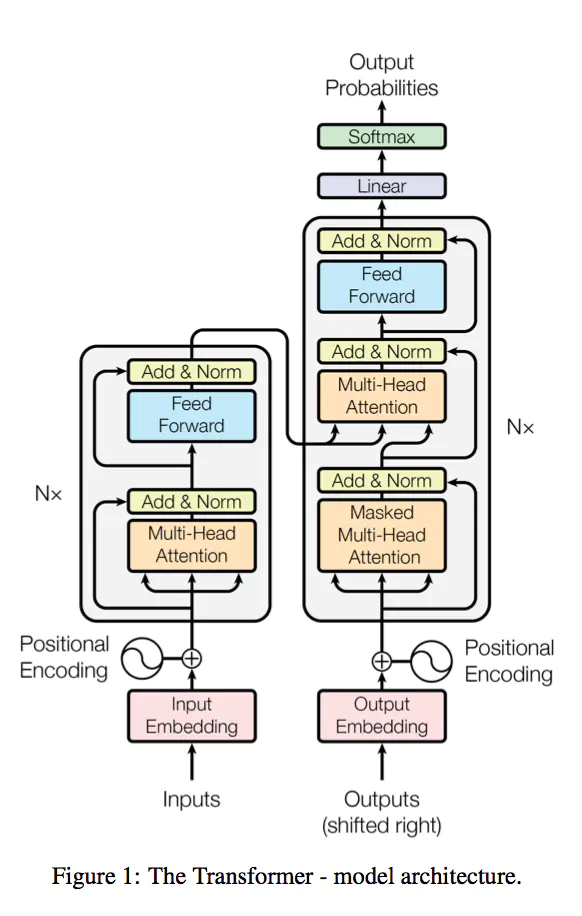 Output
Probabilities
Softmax
Linear
Add & Norm
Feed
Forward
Add & Norm
Multi-Head
Attention
Add & Norm
Masked
Multi-Head
Attention
N×
Add & Norm
Feed
Forward
Add & Norm
Multi-Head
Attention
N×
Positional
Encoding
Positional
Encoding
Input
Embedding
Output
Embedding
Inputs
Outputs
(shifted right)
Figure 1: The Transformer - model architecture.